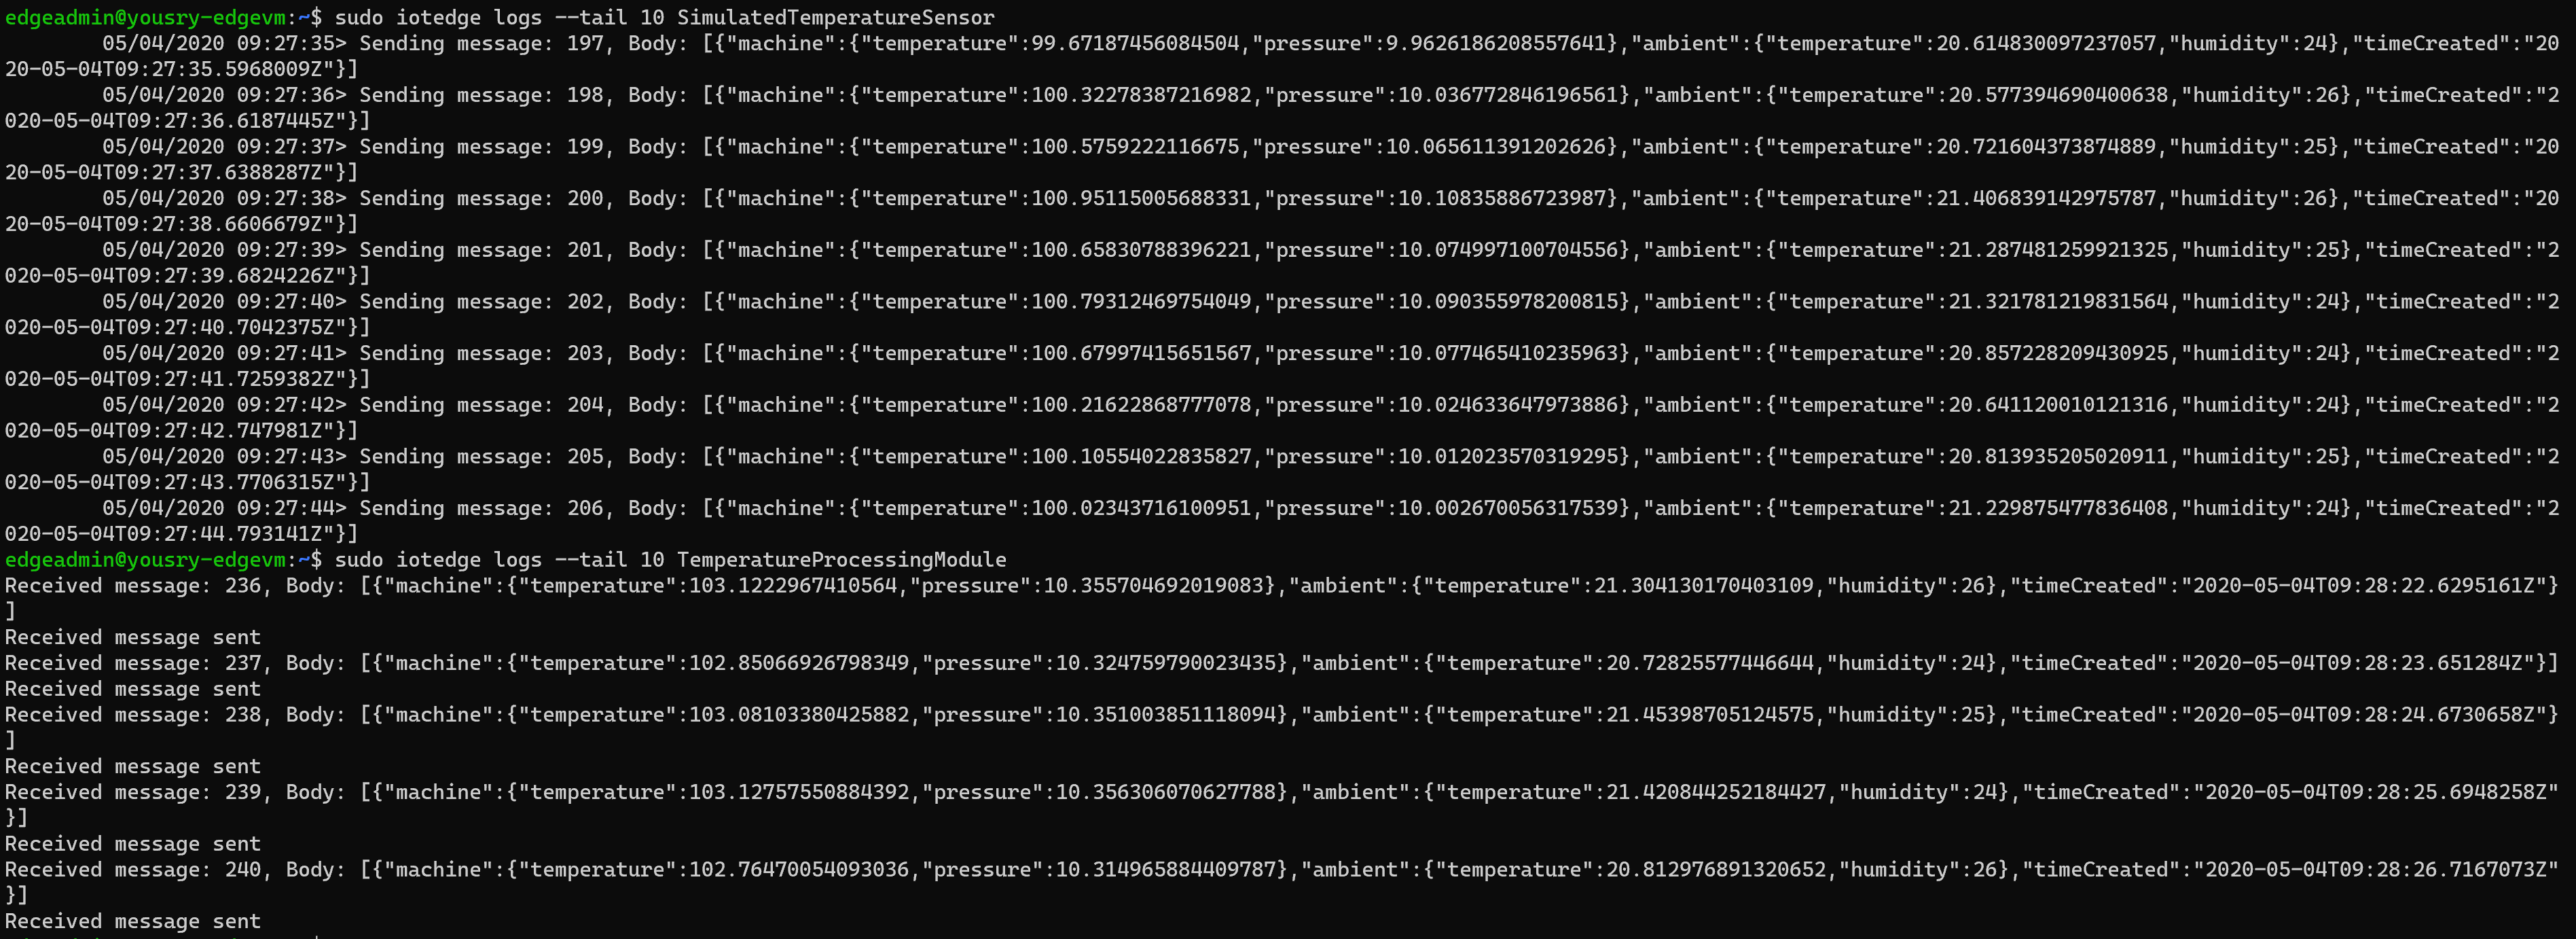 edgeadmin@yousry-edgevm:~$ sudo iotedge logs --tail 10 SimulatedTemperatureSensor
        05/04/2020 09:27:35> Sending message: 197, Body: [{"machine":{"temperature":99.67187456084504,"pressure":9.9626186208557641},"ambient":{"temperature":20.614830097237057,"humidity":24},"timeCreated":"20
20-05-04T09:27:35.5968009Z"}]
        05/04/2020 09:27:36> Sending message: 198, Body: [{"machine":{"temperature":100.32278387216982,"pressure":10.036772846196561},"ambient":{"temperature":20.577394690400638,"humidity":26},"timeCreated":"2
020-05-04T09:27:36.6187445Z"}]
        05/04/2020 09:27:37> Sending message: 199, Body: [{"machine":{"temperature":100.5759222116675,"pressure":10.065611391202626},"ambient":{"temperature":20.721604373874889,"humidity":25},"timeCreated":"20
20-05-04T09:27:37.6388287Z"}]
        05/04/2020 09:27:38> Sending message: 200, Body: [{"machine":{"temperature":100.95115005688331,"pressure":10.10835886723987},"ambient":{"temperature":21.406839142975787,"humidity":26},"timeCreated":"20
20-05-04T09:27:38.6606679Z"}]
        05/04/2020 09:27:39> Sending message: 201, Body: [{"machine":{"temperature":100.65830788396221,"pressure":10.074997100704556},"ambient":{"temperature":21.287481259921325,"humidity":25},"timeCreated":"2
020-05-04T09:27:39.6824226Z"}]
        05/04/2020 09:27:40> Sending message: 202, Body: [{"machine":{"temperature":100.79312469754049,"pressure":10.090355978200815},"ambient":{"temperature":21.321781219831564,"humidity":24},"timeCreated":"2
020-05-04T09:27:40.7042375Z"}]
        05/04/2020 09:27:41> Sending message: 203, Body: [{"machine":{"temperature":100.67997415651567,"pressure":10.077465410235963},"ambient":{"temperature":20.857228209430925,"humidity":24},"timeCreated":"2
020-05-04T09:27:41.7259382Z"}]
        05/04/2020 09:27:42> Sending message: 204, Body: [{"machine":{"temperature":100.21622868777078,"pressure":10.024633647973886},"ambient":{"temperature":20.641120010121316,"humidity":24},"timeCreated":"2
020-05-04T09:27:42.747981Z"}]
        05/04/2020 09:27:43> Sending message: 205, Body: [{"machine":{"temperature":100.10554022835827,"pressure":10.012023570319295},"ambient":{"temperature":20.813935205020911,"humidity":25},"timeCreated":"2
020-05-04T09:27:43.7706315Z"}]
        05/04/2020 09:27:44> Sending message: 206, Body: [{"machine":{"temperature":100.02343716100951,"pressure":10.002670056317539},"ambient":{"temperature":21.229875477836408,"humidity":24},"timeCreated":"2
020-05-04T09:27:44.793141Z"}]
edgeadmin@yousry-edgevm:~$ sudo iotedge logs --tail 10 TemperatureProcessingModule
Received message: 236, Body: [{"machine":{"temperature":103.1222967410564,"pressure":10.355704692019083},"ambient":{"temperature":21.304130170403109,"humidity":26},"timeCreated":"2020-05-04T09:28:22.6295161Z"}
]
Received message sent
Received message: 237, Body: [{"machine":{"temperature":102.85066926798349,"pressure":10.324759790023435},"ambient":{"temperature":20.72825577446644,"humidity":24},"timeCreated":"2020-05-04T09:28:23.651284Z"}]
Received message sent
Received message: 238, Body: [{"machine":{"temperature":103.08103380425882,"pressure":10.351003851118094},"ambient":{"temperature":21.45398705124575,"humidity":25},"timeCreated":"2020-05-04T09:28:24.6730658Z"}
]
Received message sent
Received message: 239, Body: [{"machine":{"temperature":103.12757550884392,"pressure":10.356306070627788},"ambient":{"temperature":21.420844252184427,"humidity":24},"timeCreated":"2020-05-04T09:28:25.6948258Z"
}]
Received message sent
Received message: 240, Body: [{"machine":{"temperature":102.76470054093036,"pressure":10.314965884409787},"ambient":{"temperature":20.812976891320652,"humidity":26},"timeCreated":"2020-05-04T09:28:26.7167073Z"
}]
Received message sent